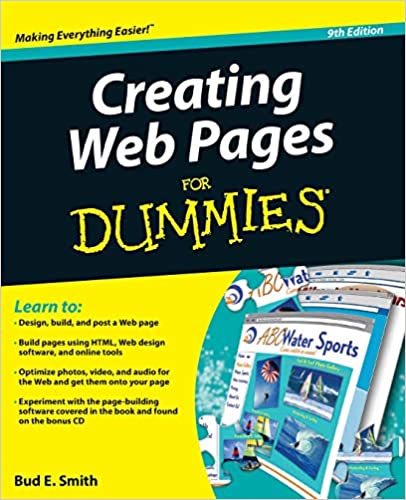 Making Everything Easier!™
9th Edition
Creating
Web Pages
FOR
DUMMIES®
Learn to:
• Design, build, and post a Web page
• Build pages using HTML, Web design
software, and online tools
• Optimize photos, video, and audio for
the Web and get them onto your page
• Experiment with the page-building
software covered in the book and found
on the bonus CD
Bud E. Smith
ABC
ABC Water Sports